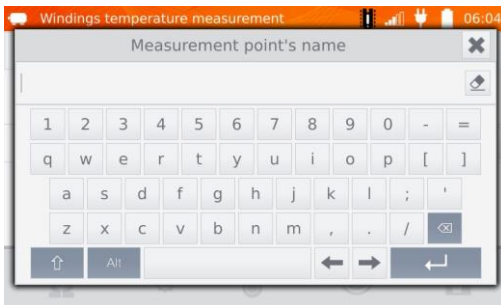 Windings temperature measurement 06:04
Measurement point's name
1 2 3 4 5 6 7 8 9 0 - =
q w e r t y u i o p [ ]
a s d f g h j k l ; '
z x c v b n m , . /
Alt